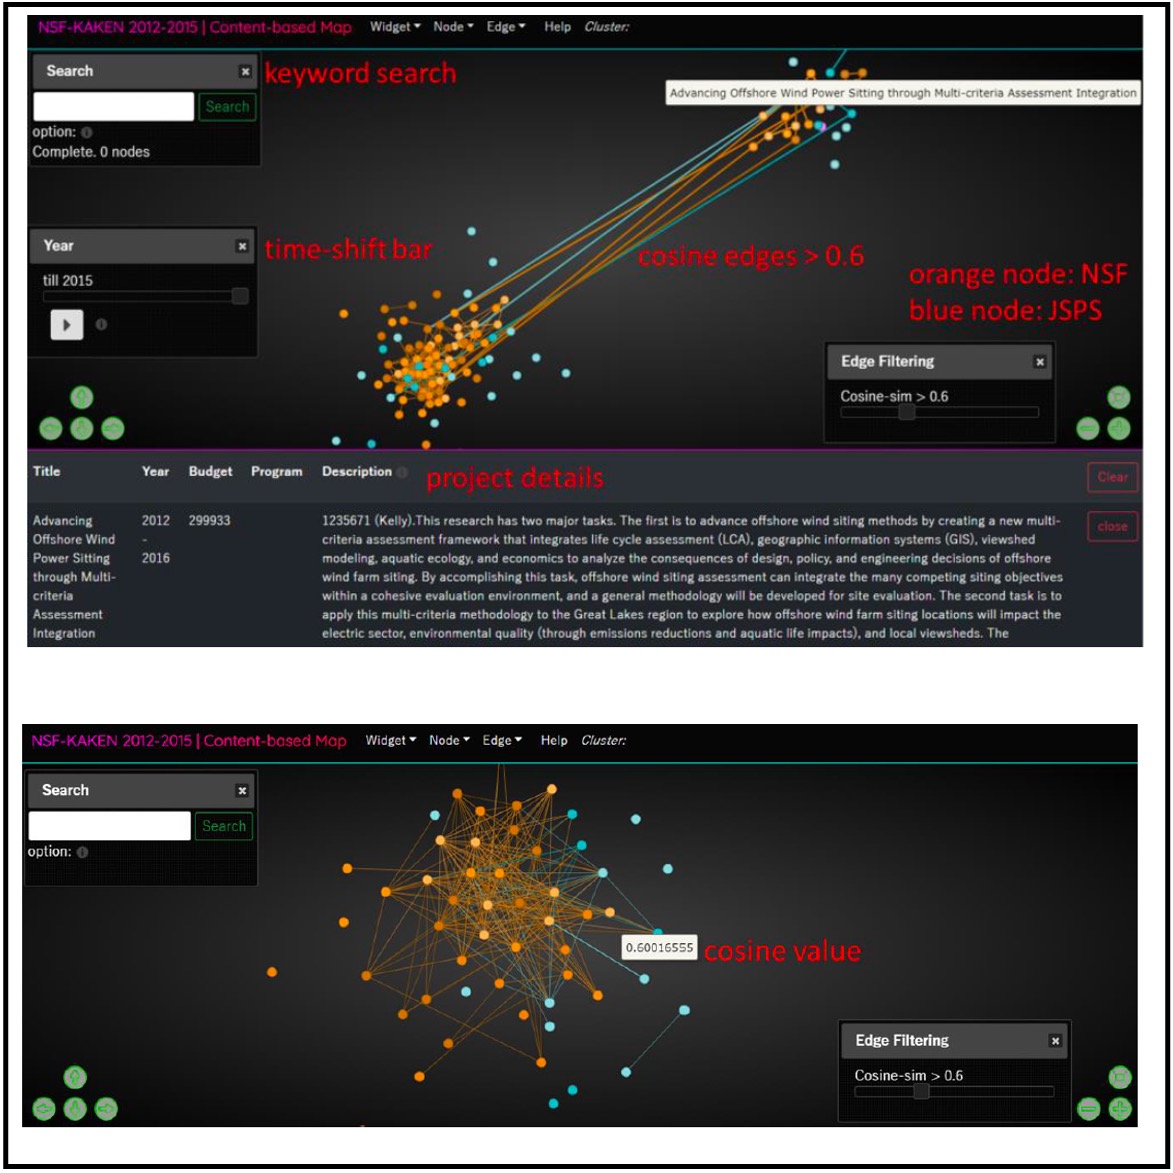 NSF-KAKEN 2012-2015 | Content-based Map Widget Node Edge Help Cluster:
Search
keyword search
Search
option:
Complete. 0 nodes
Advancing Offshore Wind Power Sitting through Multi-criteria Assessment Integration
Year
time-shift bar
till 2015
cosine edges > 0.6
orange node: NSF
blue node: JSPS
Edge Filtering
Cosine-sim > 0.6
Title Year Budget Program Description
project details
Clear
Advancing
Offshore Wind
Power Sitting
through Multi-
criteria
Assessment
Integration
2012
-
2016
299933
1235671 (Kelly).This research has two major tasks. The first is to advance offshore wind siting methods by creating a new multi-
criteria assessment framework that integrates life cycle assessment (LCA), geographic information systems (GIS), viewshed
modeling, aquatic ecology, and economics to analyze the consequences of design, policy, and engineering decisions of offshore
wind farm siting. By accomplishing this task, offshore wind siting assessment can integrate the many competing siting objectives
within a cohesive evaluation environment, and a general methodology will be developed for site evaluation. The second task is to
apply this multi-criteria methodology to the Great Lakes region to explore how offshore wind farm siting locations will impact the
electric sector, environmental quality (through emissions reductions and aquatic life impacts), and local viewsheds. The
close
NSF-KAKEN 2012-2015 | Content-based Map Widget Node Edge Help Cluster:
Search
Search
option:
0.60016555
cosine value
Edge Filtering
Cosine-sim > 0.6